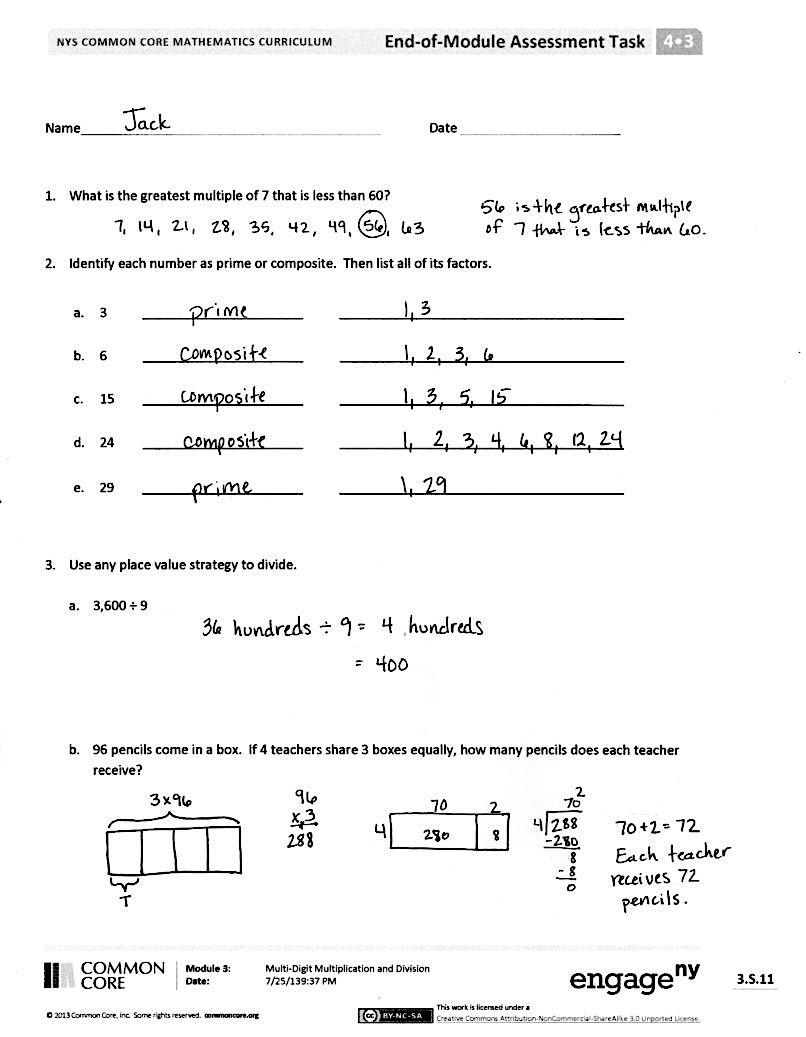 NYS COMMON CORE MATHEMATICS CURRICULUM End-of-Module Assessment Task 4•3
Name Jack Date
1. What is the greatest multiple of 7 that is less than 60?
7, 14, 21, 28, 35, 42, 49, 56, 63
56 is the greatest multiple
of 7 that is less than 60.
2. Identify each number as prime or composite. Then list all of its factors.
a. 3 prime 1, 3
b. 6 composite 1, 2, 3, 6
c. 15 composite 1, 3, 5, 15
d. 24 composite 1, 2, 3, 4, 6, 8, 12, 24
e. 29 prime 1, 29
3. Use any place value strategy to divide.
a. 3,600 ÷ 9
36 hundreds ÷ 9 = 4 hundreds
= 400
b. 96 pencils come in a box. If 4 teachers share 3 boxes equally, how many pencils does each teacher
receive?
3×96
T
96
x 3
288
70 2
4 280 8
2
70
4 288
-280
8
-8
0
70+2=72
Each teacher
receives 72
pencils.
COMMON
CORE
Module 3: Multi-Digit Multiplication and Division
Date: 7/25/139:37 PM
engageny
3.S.11
© 2013 Common Core, Inc. Some rights reserved. commoncore.org
CC BY-NC-SA
This work is licensed under a
Creative Commons Attribution-NonCommercial-ShareAlike 3.0 Unported License.